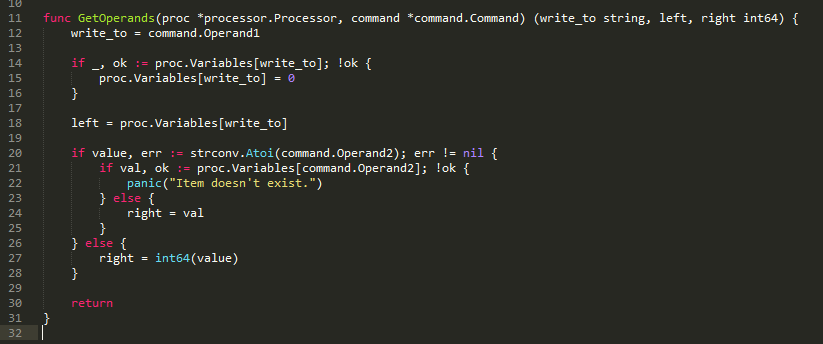 10
11 func GetOperands(proc *processor.Processor, command *command.Command) (write_to string, left, right int64) {
12     write_to = command.Operand1
13
14     if _, ok := proc.Variables[write_to]; !ok {
15         proc.Variables[write_to] = 0
16     }
17
18     left = proc.Variables[write_to]
19
20     if value, err := strconv.Atoi(command.Operand2); err != nil {
21         if val, ok := proc.Variables[command.Operand2]; !ok {
22             panic("Item doesn't exist.")
23         } else {
24             right = val
25         }
26     } else {
27         right = int64(value)
28     }
29
30     return
31 }
32